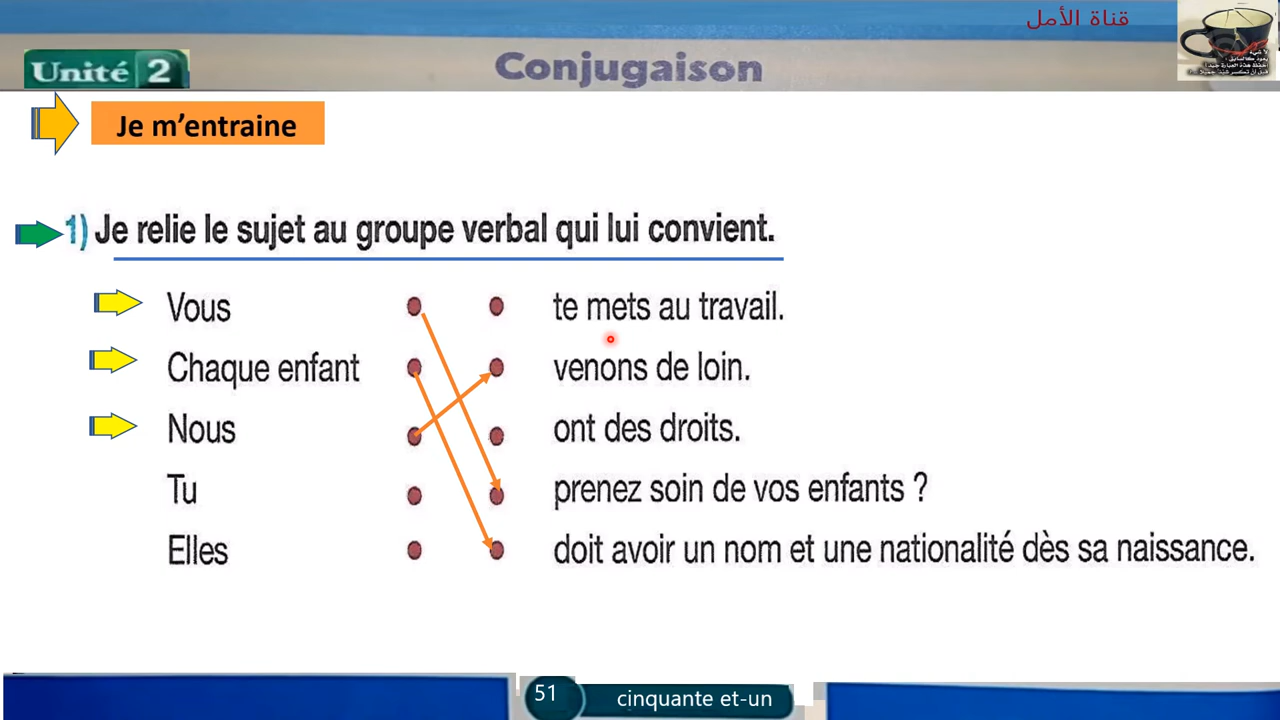 قناة الأمل
Unité 2
Conjugaison
Je m’entraine
1) Je relie le sujet au groupe verbal qui lui convient.
Vous te mets au travail.
Chaque enfant venons de loin.
Nous ont des droits.
Tu prenez soin de vos enfants ?
Elles doit avoir un nom et une nationalité dès sa naissance.
51 cinquante et-un